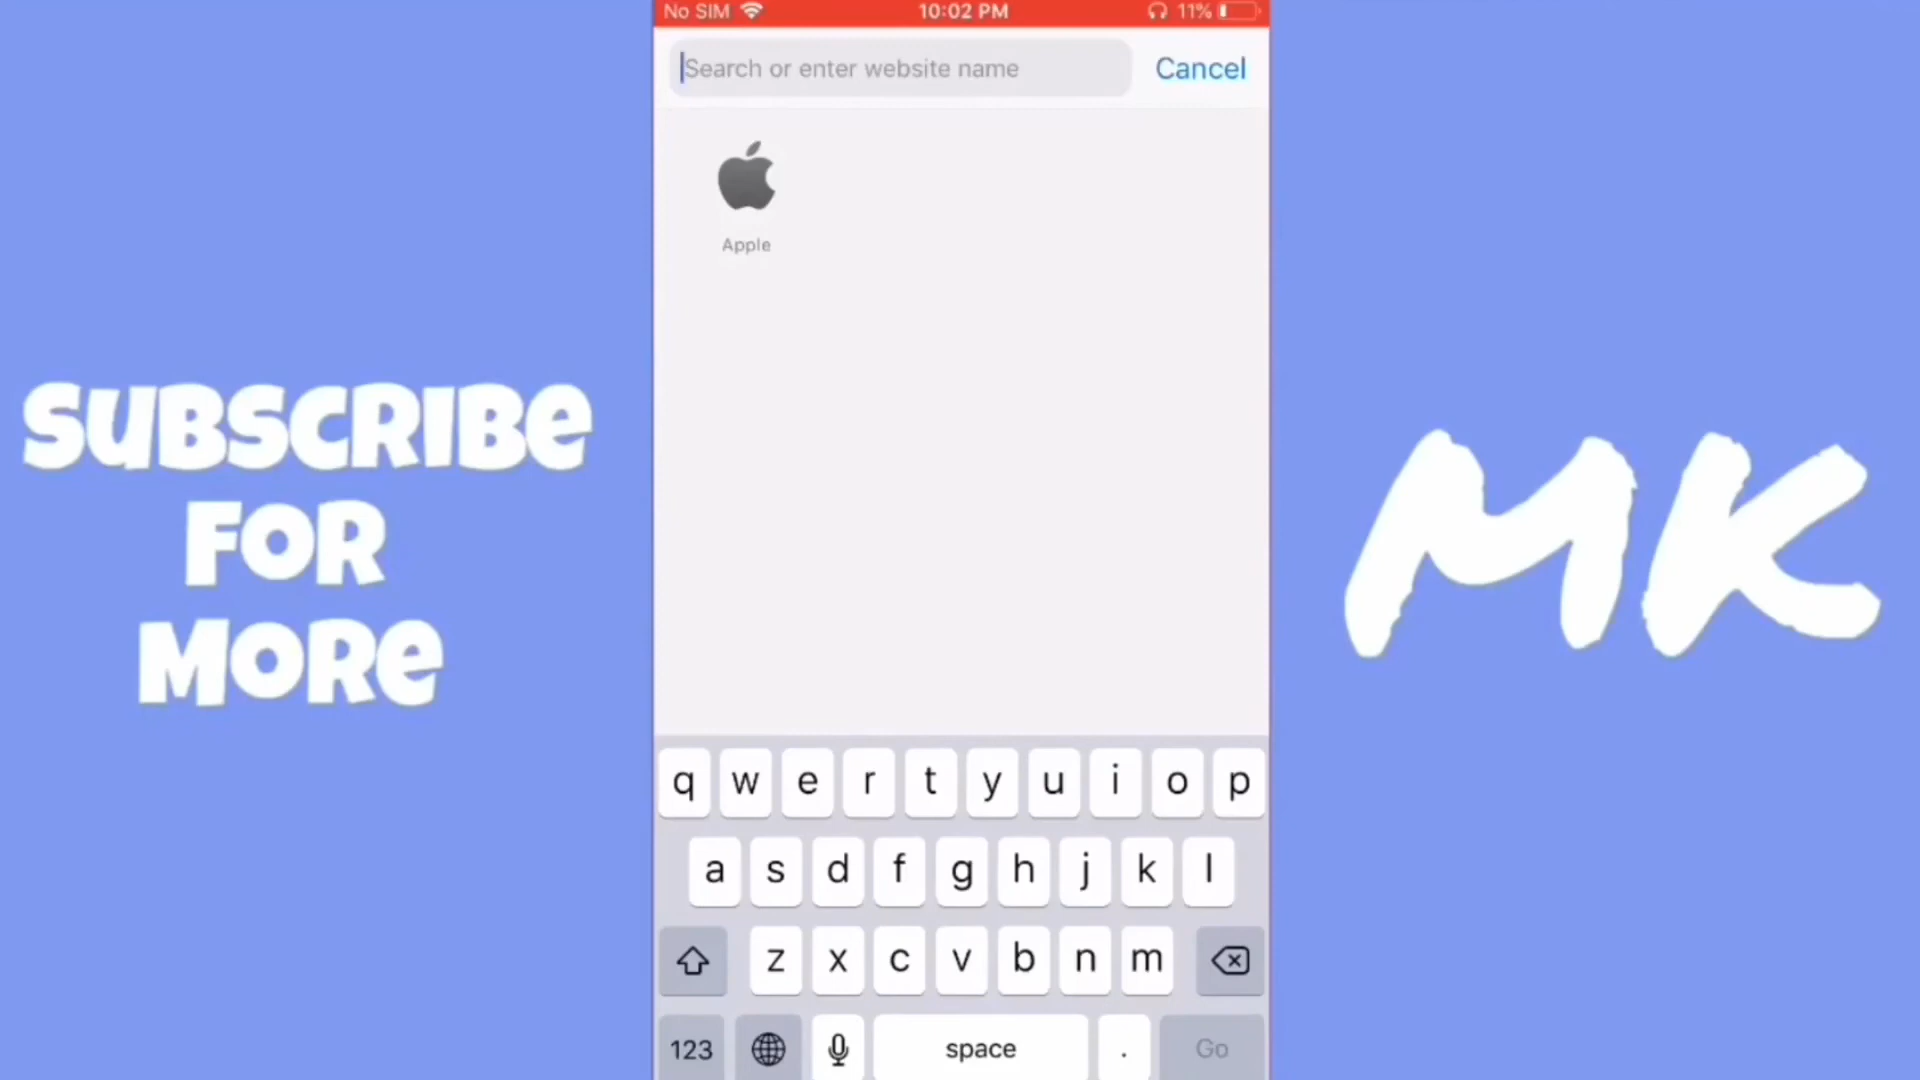 No SIM 10:02 PM 11%
Search or enter website name Cancel
Apple
SUBSCRIBE
FOR
MORE
MK
q w e r t y u i o p
a s d f g h j k l
z x c v b n m
123 space . Go